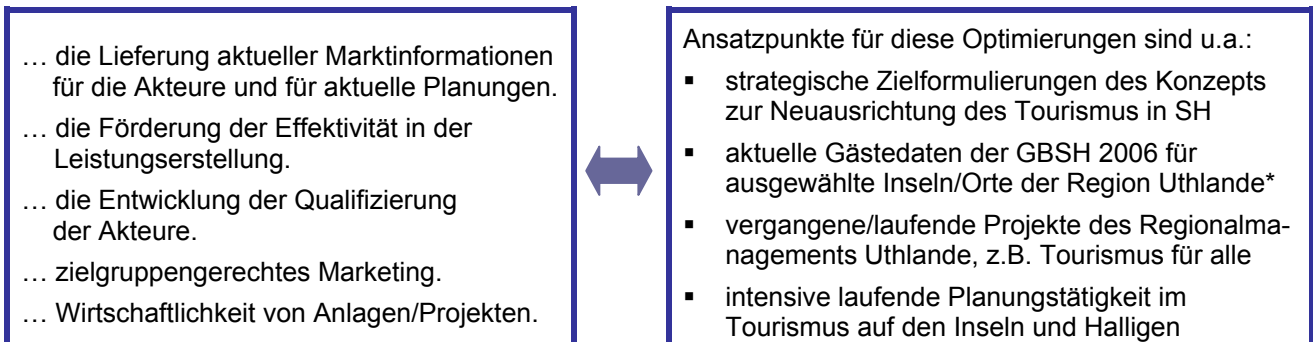 … die Lieferung aktueller Marktinformationen
für die Akteure und für aktuelle Planungen.
… die Förderung der Effektivität in der
Leistungserstellung.
… die Entwicklung der Qualifizierung
der Akteure.
… zielgruppengerechtes Marketing.
… Wirtschaftlichkeit von Anlagen/Projekten.
Ansatzpunkte für diese Optimierungen sind u.a.:
▪ strategische Zielformulierungen des Konzepts
zur Neuausrichtung des Tourismus in SH
▪ aktuelle Gästedaten der GBSH 2006 für
ausgewählte Inseln/Orte der Region Uthlande*
▪ vergangene/laufende Projekte des Regionalma-
nagements Uthlande, z.B. Tourismus für alle
▪ intensive laufende Planungstätigkeit im
Tourismus auf den Inseln und Halligen